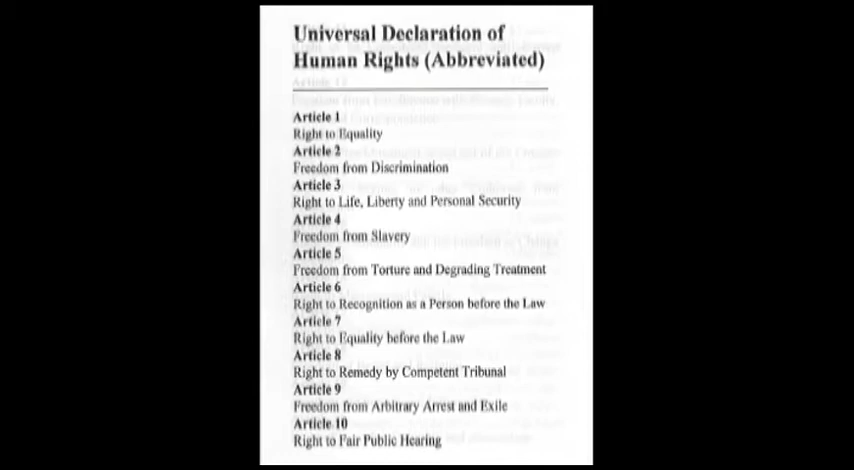 Universal Declaration of
Human Rights (Abbreviated)
Article 1
Right to Equality
Article 2
Freedom from Discrimination
Article 3
Right to Life, Liberty and Personal Security
Article 4
Freedom from Slavery
Article 5
Freedom from Torture and Degrading Treatment
Article 6
Right to Recognition as a Person before the Law
Article 7
Right to Equality before the Law
Article 8
Right to Remedy by Competent Tribunal
Article 9
Freedom from Arbitrary Arrest and Exile
Article 10
Right to Fair Public Hearing